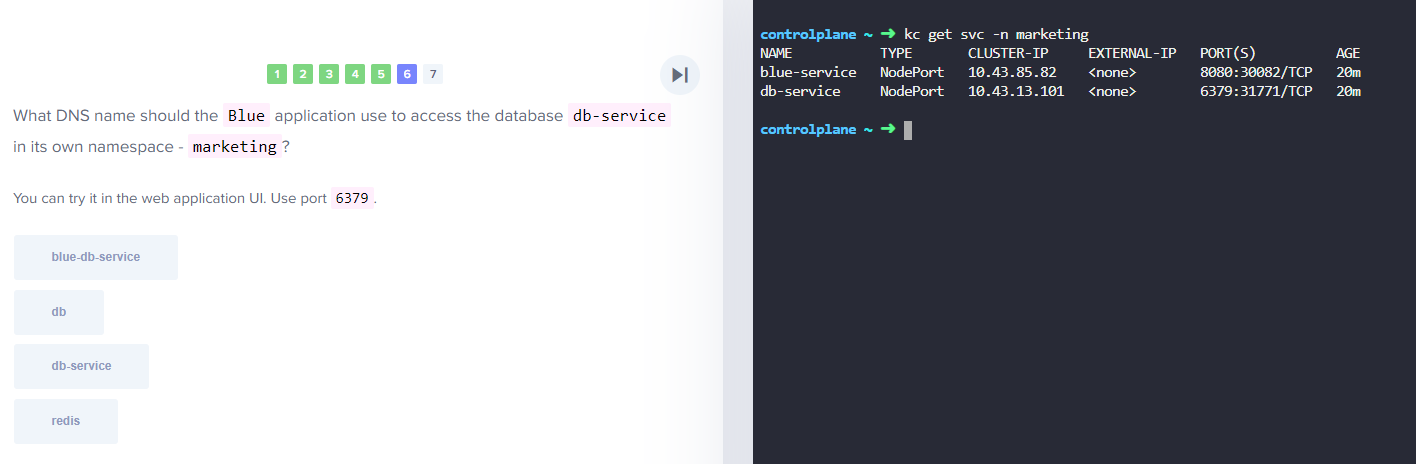 1 2 3 4 5 6 7
What DNS name should the Blue application use to access the database db-service
in its own namespace - marketing ?
You can try it in the web application UI. Use port 6379 .
blue-db-service
db
db-service
redis
controlplane ~ ➜ kc get svc -n marketing
NAME TYPE CLUSTER-IP EXTERNAL-IP PORT(S) AGE
blue-service NodePort 10.43.85.82 <none> 8080:30082/TCP 20m
db-service NodePort 10.43.13.101 <none> 6379:31771/TCP 20m
controlplane ~ ➜